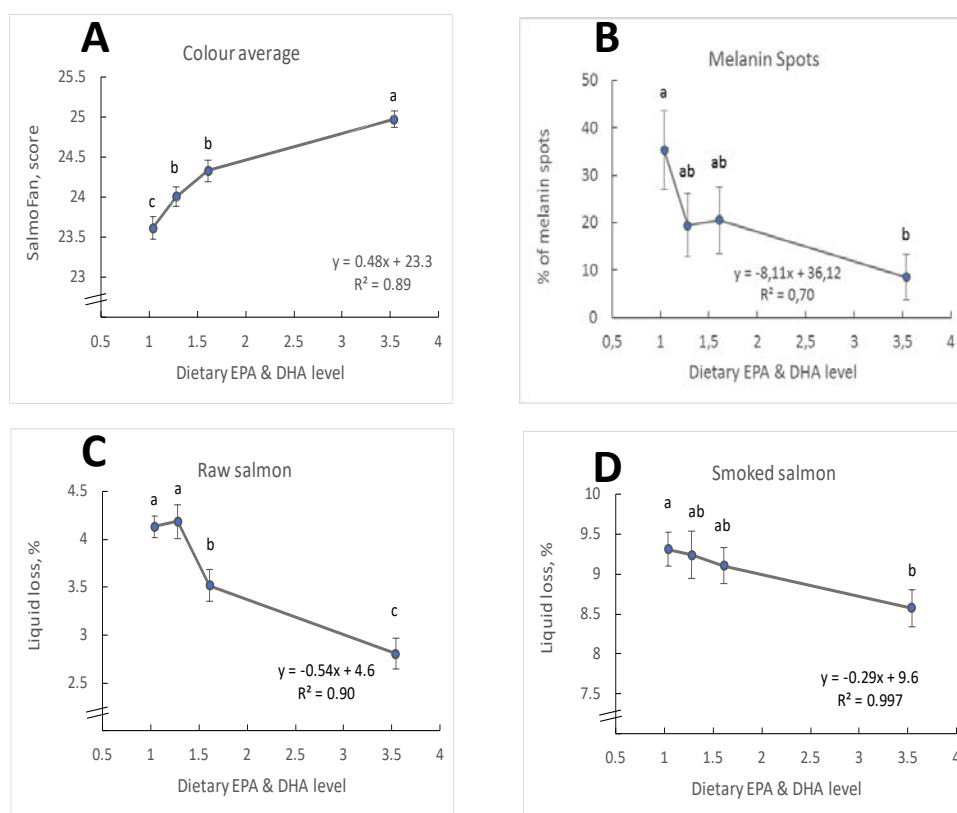 A
Colour average
25.5
25
24.5
24
23.5
23
SalmoFan, score
c
b
b
a
y = 0.48x + 23.3
R² = 0.89
0.5 1 1.5 2 2.5 3 3.5 4
Dietary EPA & DHA level
B
Melanin Spots
50
40
30
20
10
0
% of melanin spots
a
ab
ab
b
y = -8,11x + 36,12
R² = 0,70
0,5 1 1,5 2 2,5 3 3,5 4
Dietary EPA & DHA level
C
Raw salmon
4.5
4
3.5
3
2.5
Liquid loss, %
a
a
b
c
y = -0.54x + 4.6
R² = 0.90
0.5 1 1.5 2 2.5 3 3.5 4
Dietary EPA & DHA level
D
Smoked salmon
10
9.5
9
8.5
8
7.5
Liquid loss, %
a
ab
ab
b
y = -0.29x + 9.6
R² = 0.997
0.5 1 1.5 2 2.5 3 3.5 4
Dietary EPA & DHA level